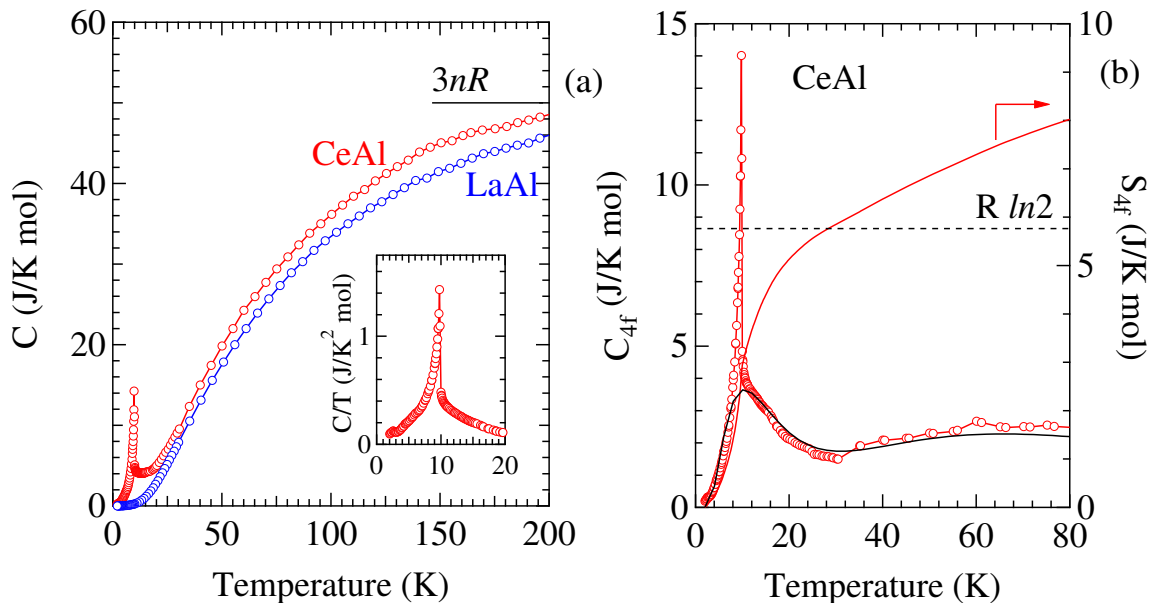 60
40
20
0
C (J/K mol)
0 50 100 150 200
Temperature (K)
3nR
(a)
CeAl
LaAl
C/T (J/K² mol)
1
0
0 10 20
15
10
5
0
C4f (J/K mol)
CeAl
(b)
R ln2
10
5
0
S4f (J/K mol)
0 20 40 60 80
Temperature (K)